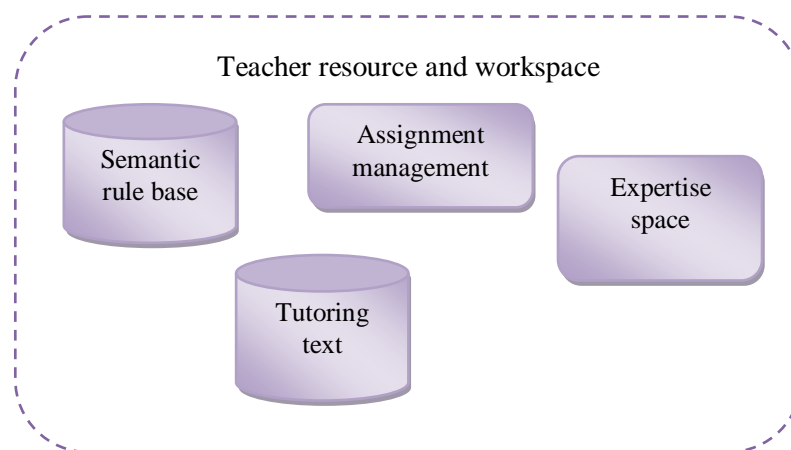 Teacher resource and workspace
Semantic
rule base
Assignment
management
Expertise
space
Tutoring
text